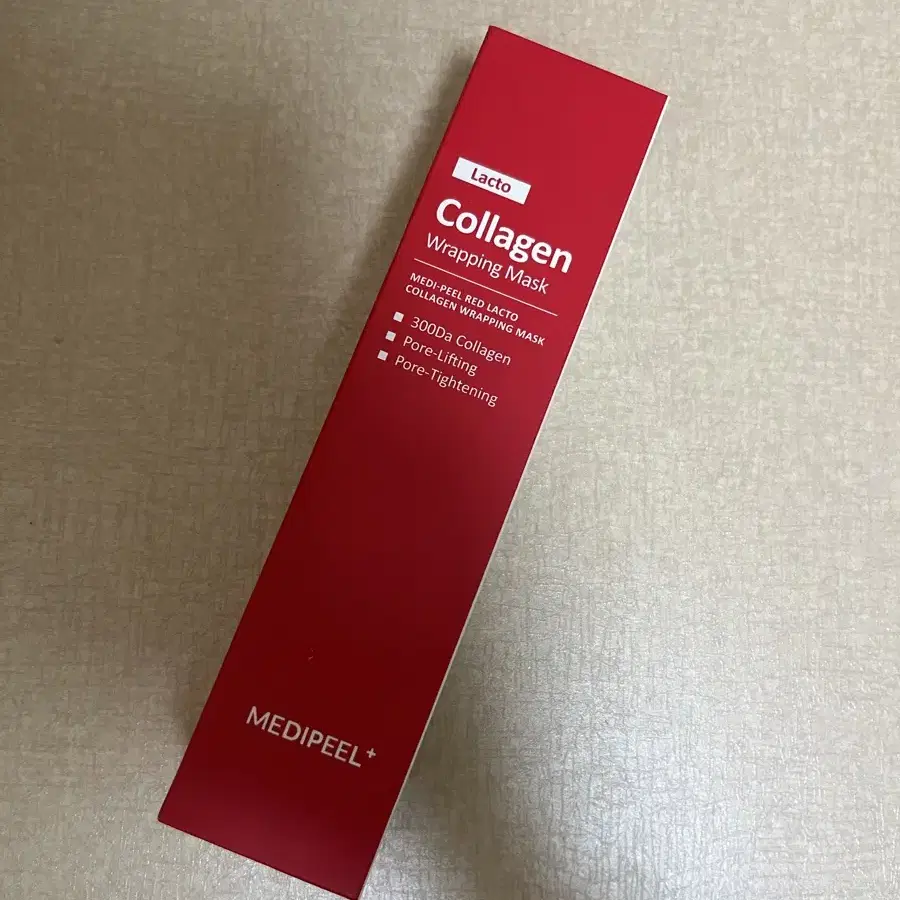 Lacto
Collagen
Wrapping Mask
MEDI-PEEL RED LACTO
COLLAGEN WRAPPING MASK
300Da Collagen
Pore-Lifting
Pore-Tightening
MEDIPEEL+